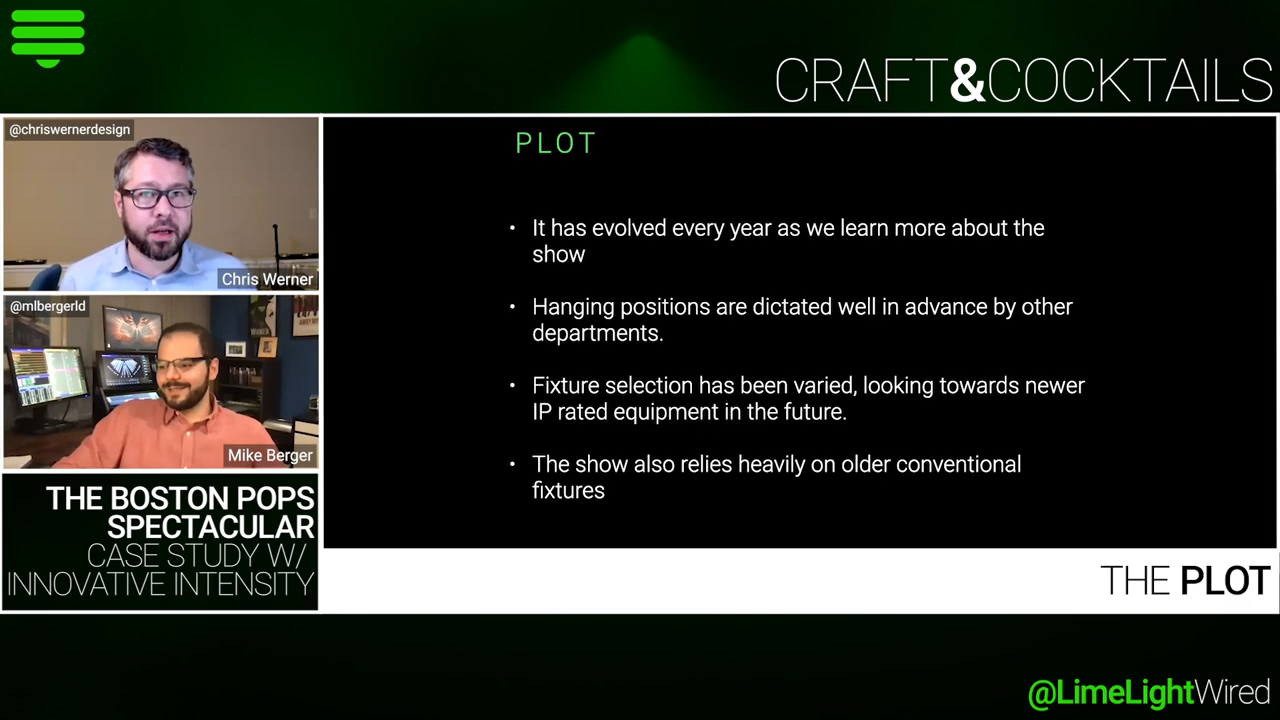 CRAFT&COCKTAILS
@chriswernerdesign
Chris Werner
@mlbergerld
Mike Berger
THE BOSTON POPS
SPECTACULAR
CASE STUDY W/
INNOVATIVE INTENSITY
PLOT
• It has evolved every year as we learn more about the
show
• Hanging positions are dictated well in advance by other
departments.
• Fixture selection has been varied, looking towards newer
IP rated equipment in the future.
• The show also relies heavily on older conventional
fixtures
THE PLOT
@LimeLightWired